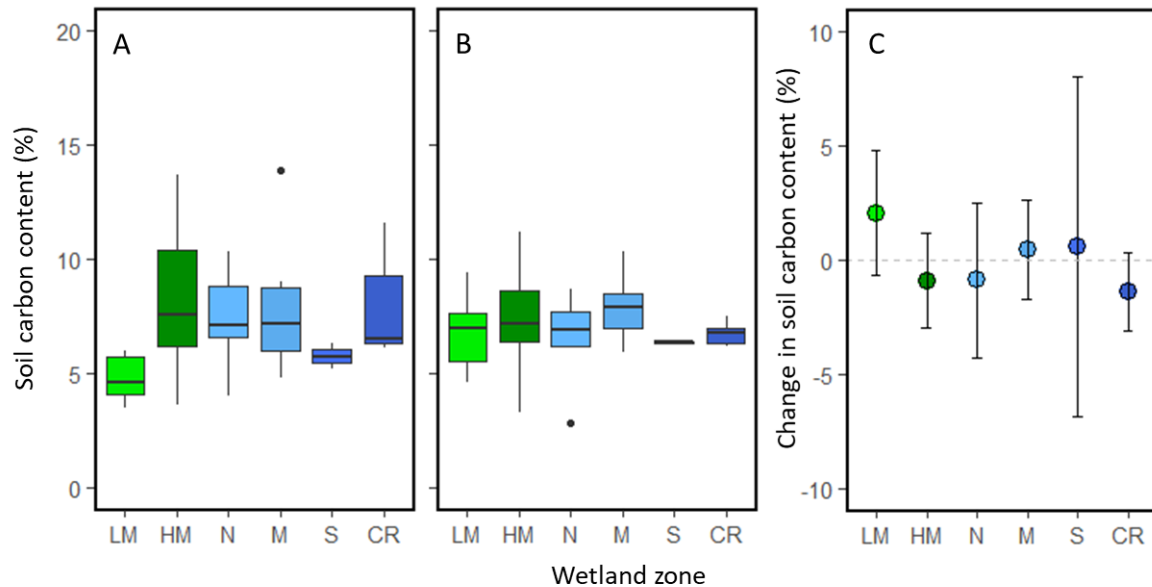 A
B
C
Soil carbon content (%)
20
15
10
5
0
LM HM N M S CR
LM HM N M S CR
Change in soil carbon content (%)
10
5
0
-5
-10
LM HM N M S CR
Wetland zone